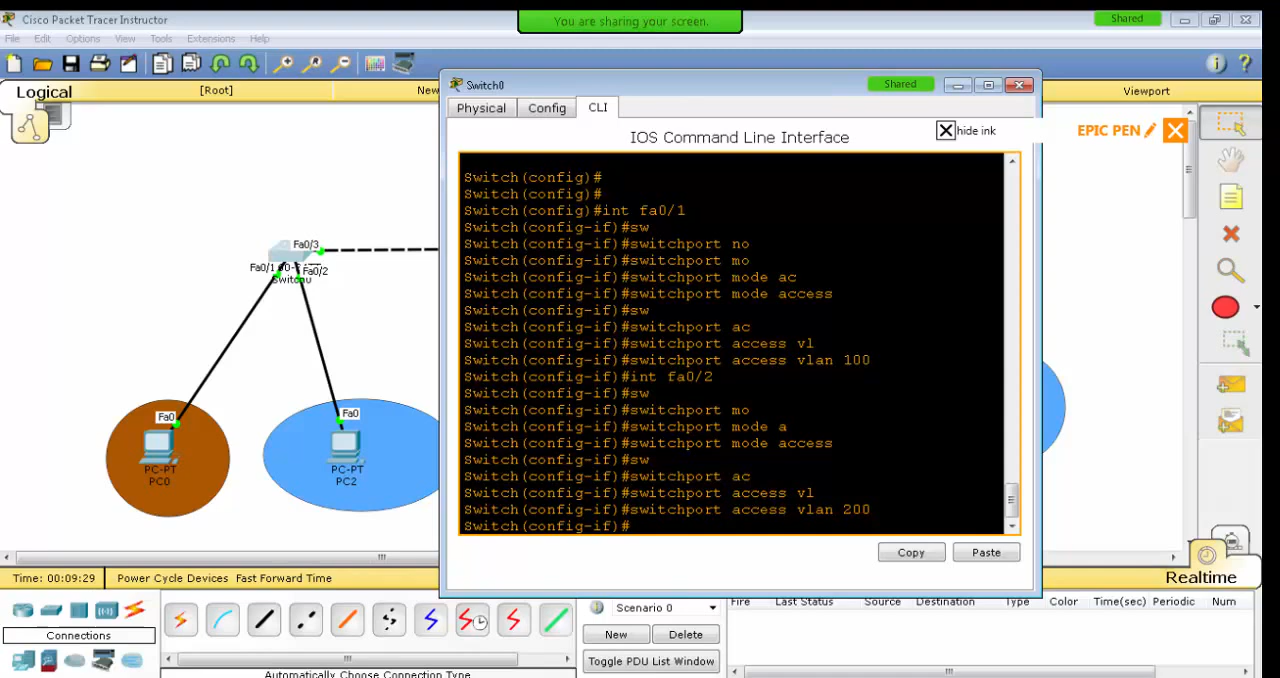 Cisco Packet Tracer Instructor
You are sharing your screen.
Shared
File Edit Options View Tools Extensions Help
Logical
[Root]
New
Viewport
Switch0
Shared
Physical Config CLI
IOS Command Line Interface
hide ink
EPIC PEN
Switch(config)#
Switch(config)#
Switch(config)#int fa0/1
Switch(config-if)#sw
Switch(config-if)#switchport no
Switch(config-if)#switchport mo
Switch(config-if)#switchport mode ac
Switch(config-if)#switchport mode access
Switch(config-if)#sw
Switch(config-if)#switchport ac
Switch(config-if)#switchport access vl
Switch(config-if)#switchport access vlan 100
Switch(config-if)#int fa0/2
Switch(config-if)#sw
Switch(config-if)#switchport mo
Switch(config-if)#switchport mode a
Switch(config-if)#switchport mode access
Switch(config-if)#sw
Switch(config-if)#switchport ac
Switch(config-if)#switchport access vl
Switch(config-if)#switchport access vlan 200
Switch(config-if)#
Copy Paste
Fa0/3
Fa0/1
Fa0/2
Fa0
PC-PT
PC0
Fa0
PC-PT
PC2
Time: 00:09:29 Power Cycle Devices Fast Forward Time
Realtime
Connections
Automatically Choose Connection Type
Scenario 0
New Delete
Toggle PDU List Window
Fire Last Status Source Destination Type Color Time(sec) Periodic Num